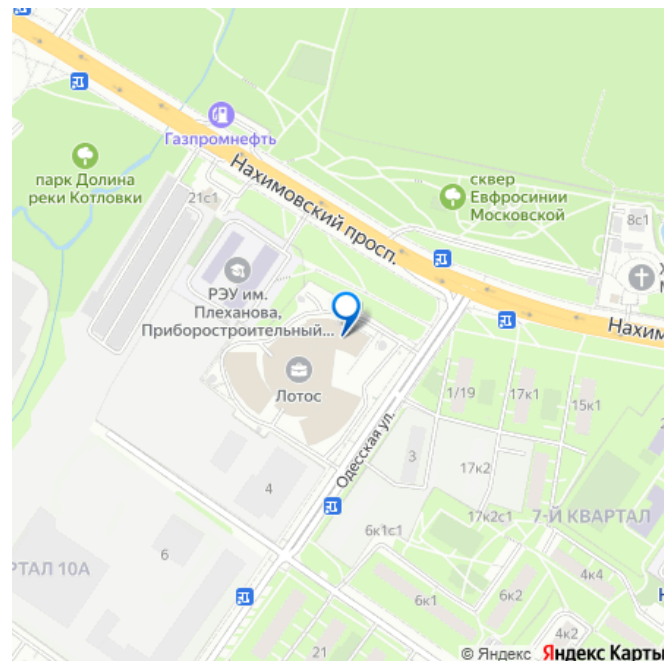 Газпромнефть
парк Долина
реки Котловки
21с1
Нахимовский просп.
сквер
Евфросинии
Московской
8с1
РЭУ им.
Плеханова,
Приборостроительный...
Лотос
Нахим
1/19
17к1
15к1
Одесская ул.
3
17к2
4
17к2с1
7-Й КВАРТАЛ
6к1с1
6
РТАЛ 10А
4к4
6к1
6к2
4к2
21
© Яндекс Яндекс Карты